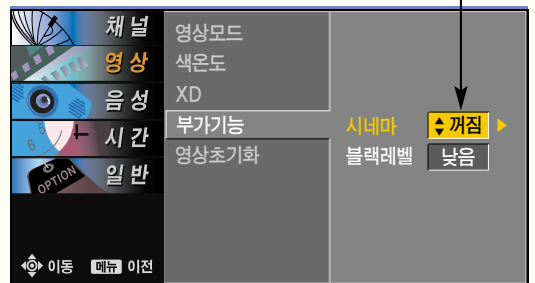 채널
영상
음성
시간
일반
OPTION
6
5
이동 메뉴 이전
영상모드
색온도
XD
부가기능
영상초기화
시네마 꺼짐
블랙레벨 낮음